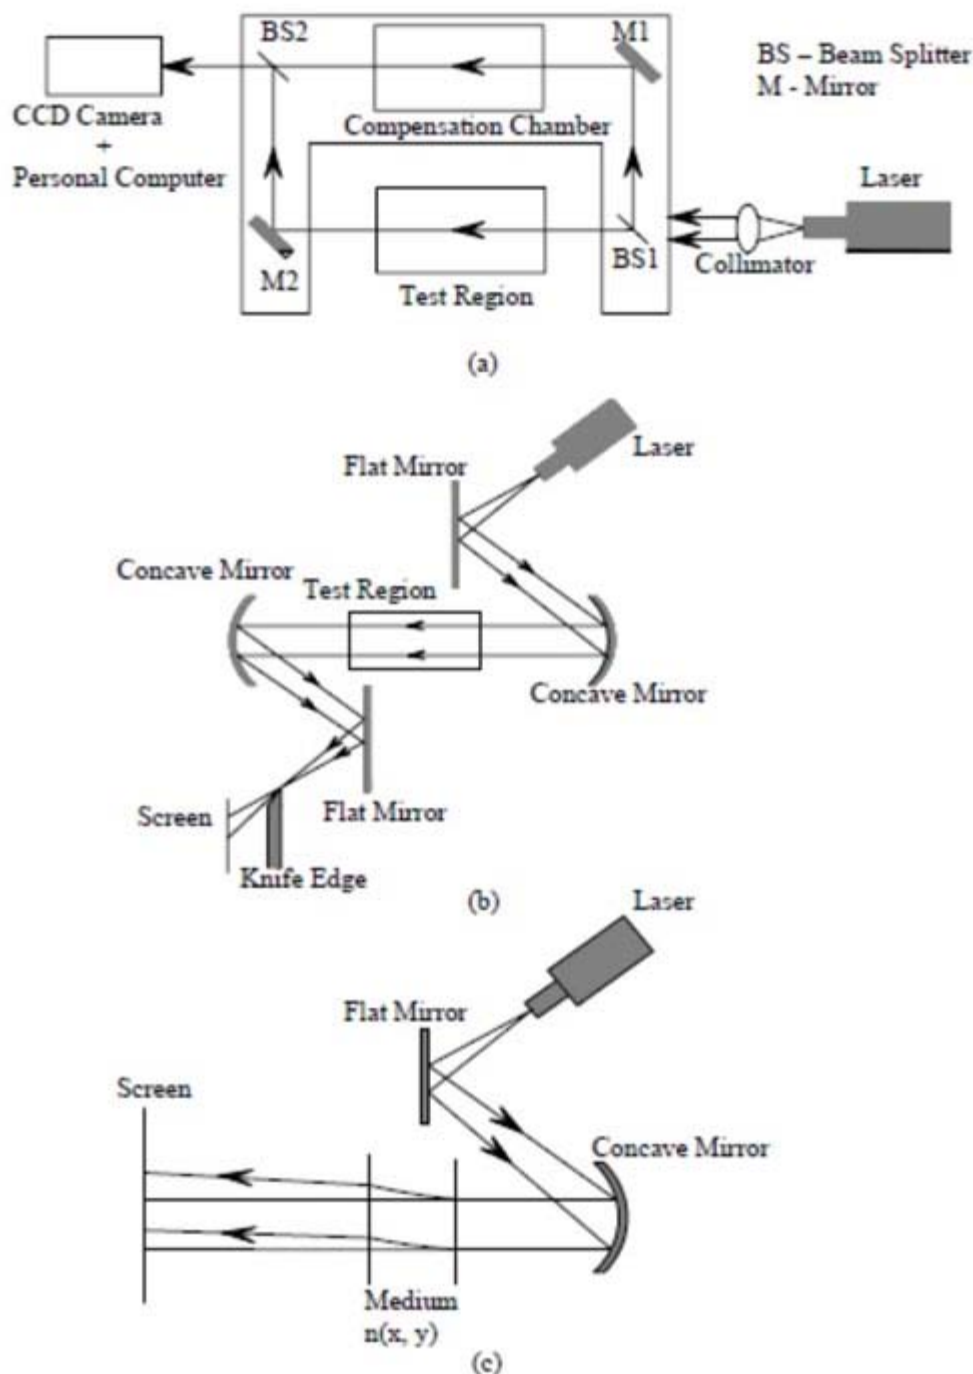 BS2
M1
BS – Beam Splitter
M - Mirror
CCD Camera
+
Personal Computer
Compensation Chamber
Laser
M2
Test Region
BS1
Collimator
(a)
Laser
Flat Mirror
Concave Mirror
Test Region
Concave Mirror
Screen
Flat Mirror
Knife Edge
(b)
Laser
Flat Mirror
Screen
Concave Mirror
Medium
n(x, y)
(c)